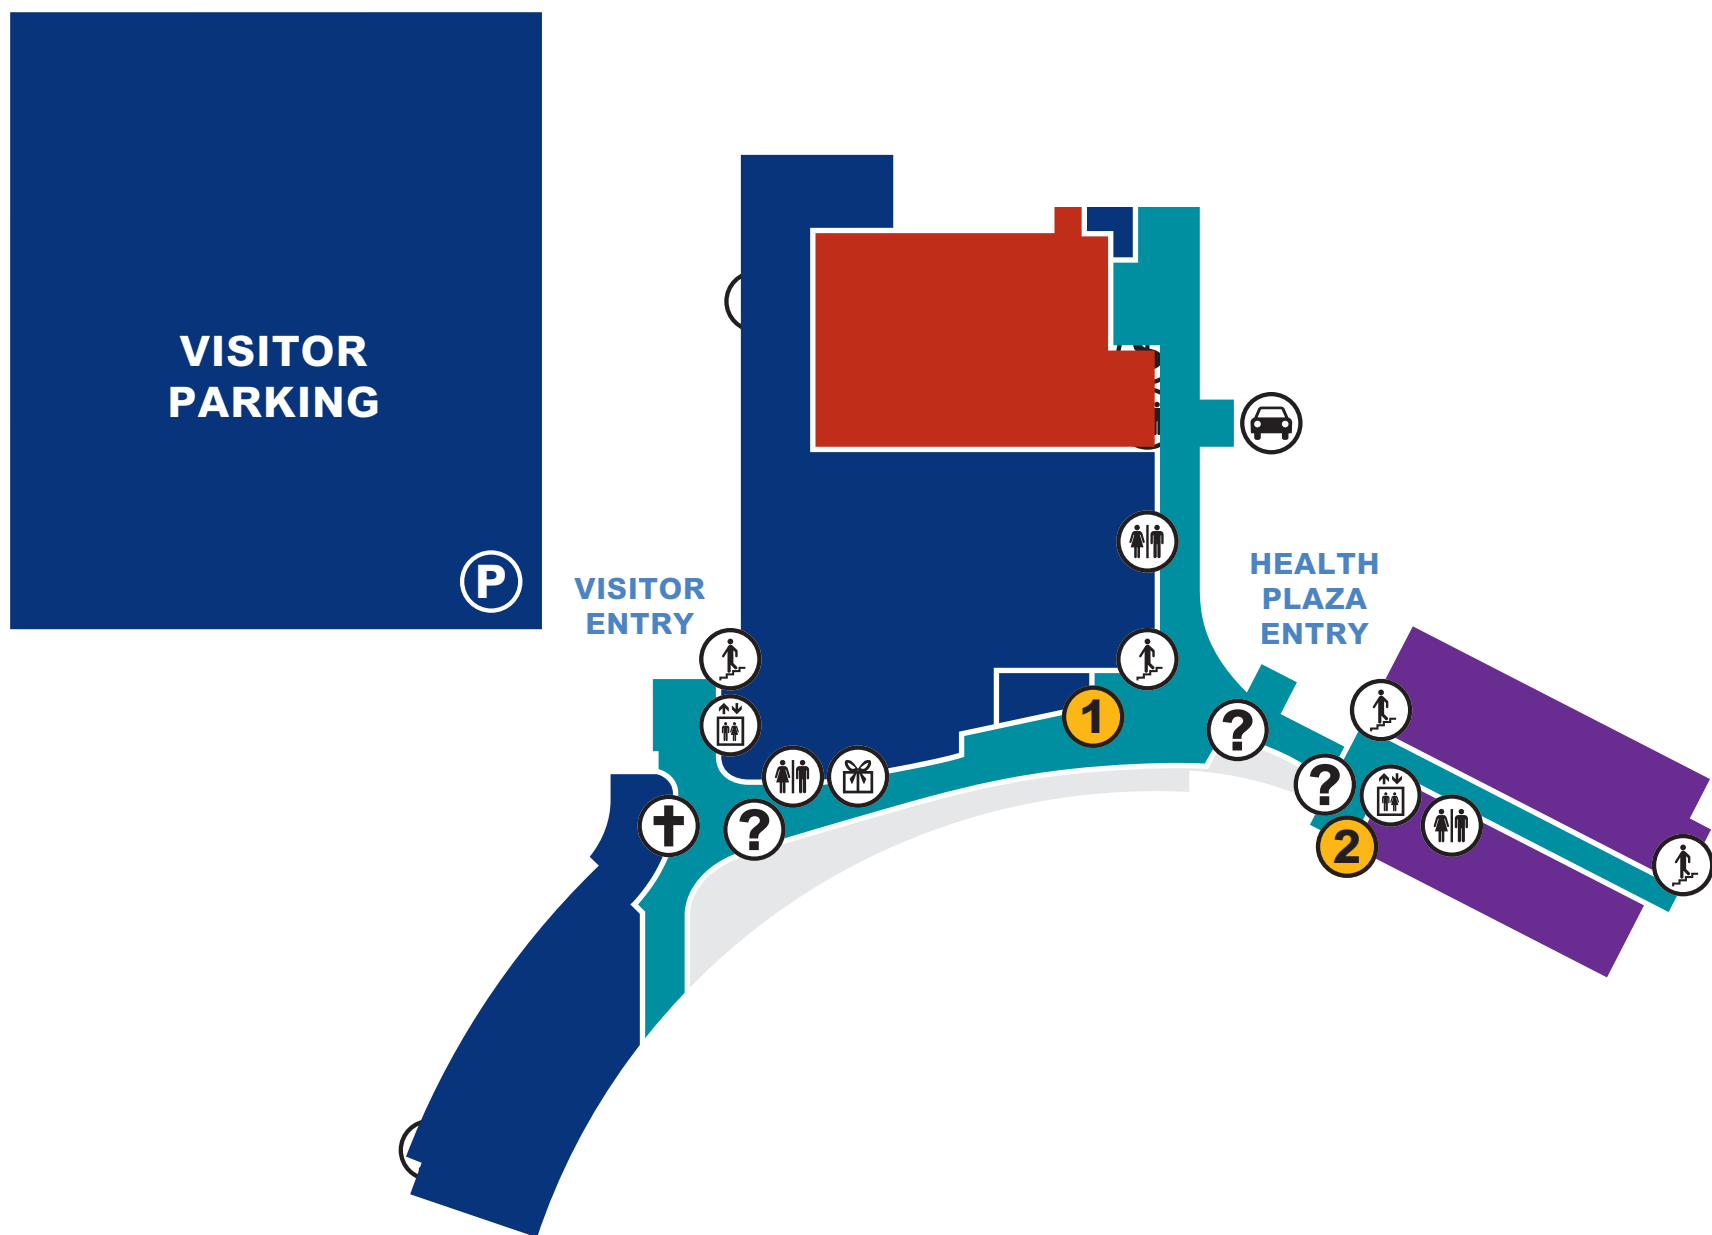 VISITOR
PARKING
P
VISITOR
ENTRY
HEALTH
PLAZA
ENTRY
1
?
?
?
2